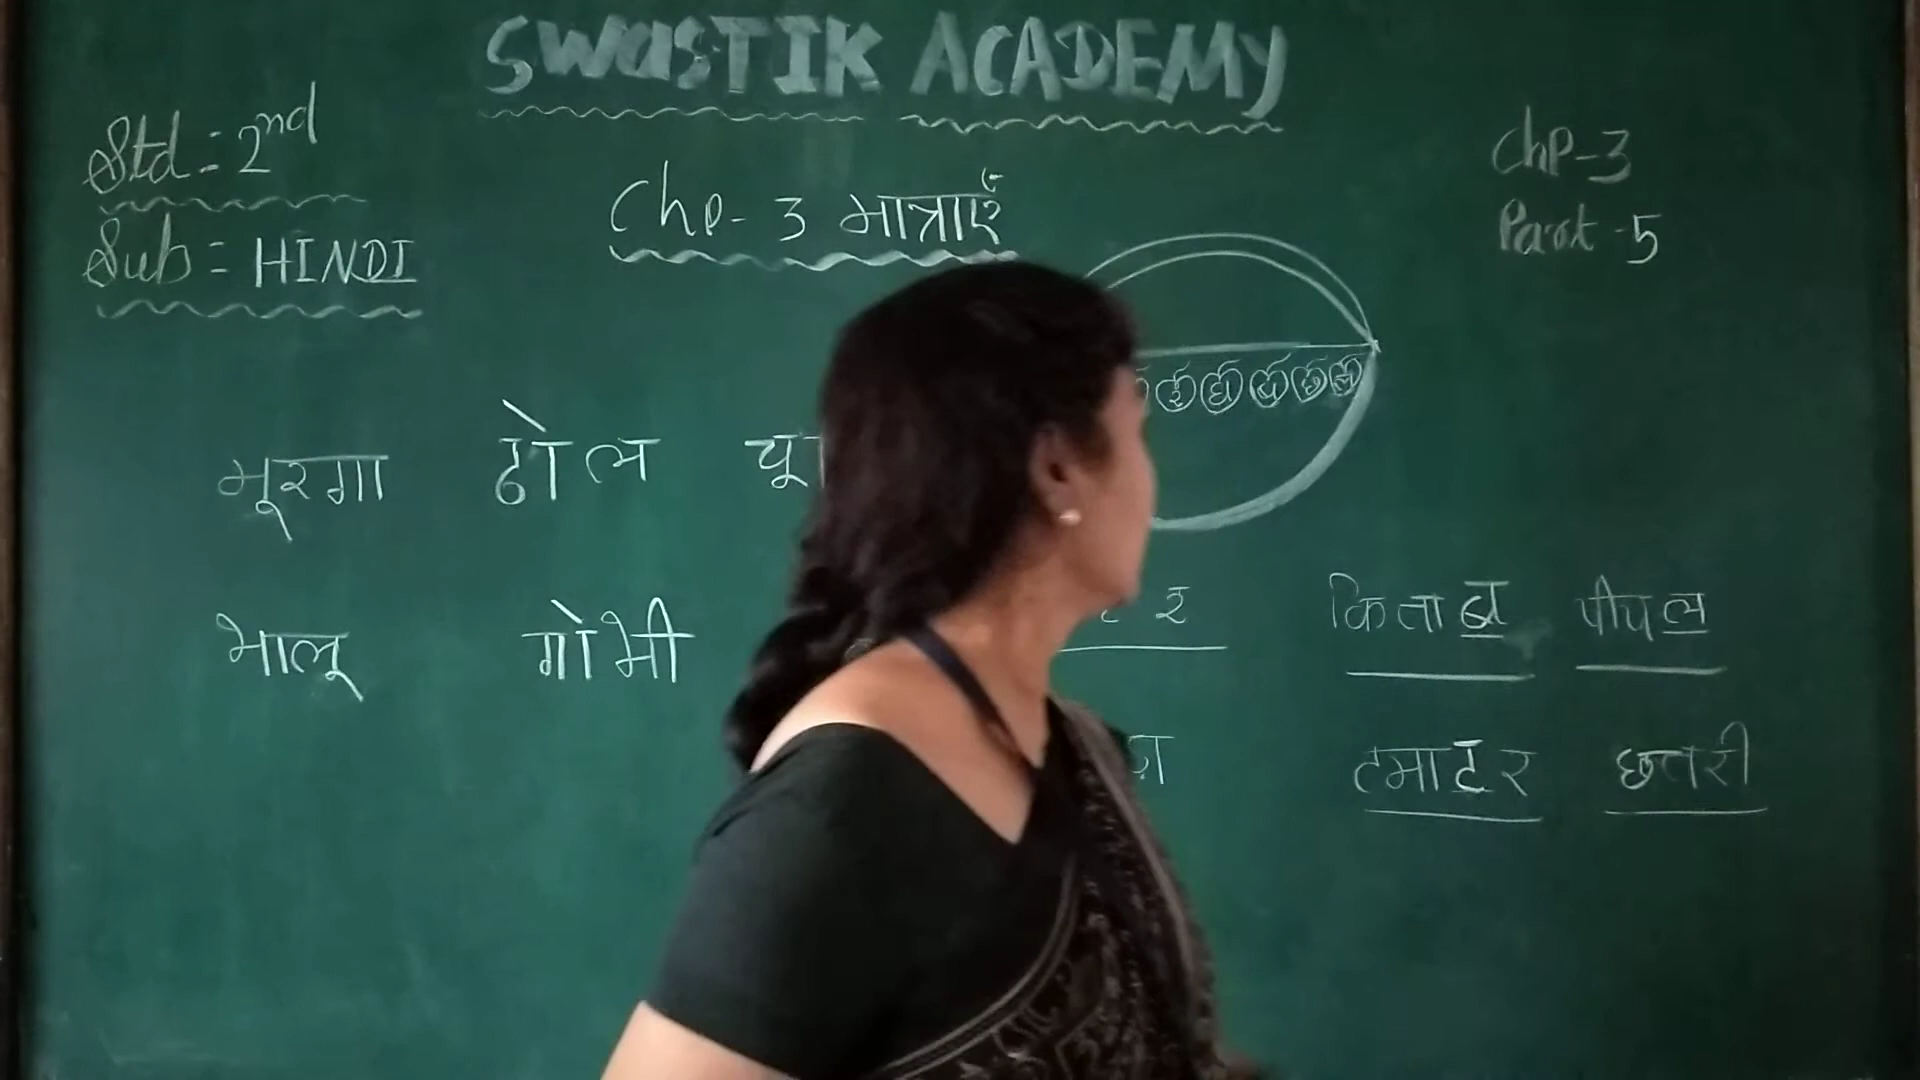 SWASTIK ACADEMY
Std = 2nd
Sub = HINDI
Chp - 3 मात्राएँ
Chp - 3
Part - 5
मूरगा ढोल
भालू गोभी
र किताब पीपल
टमाटर छतरी